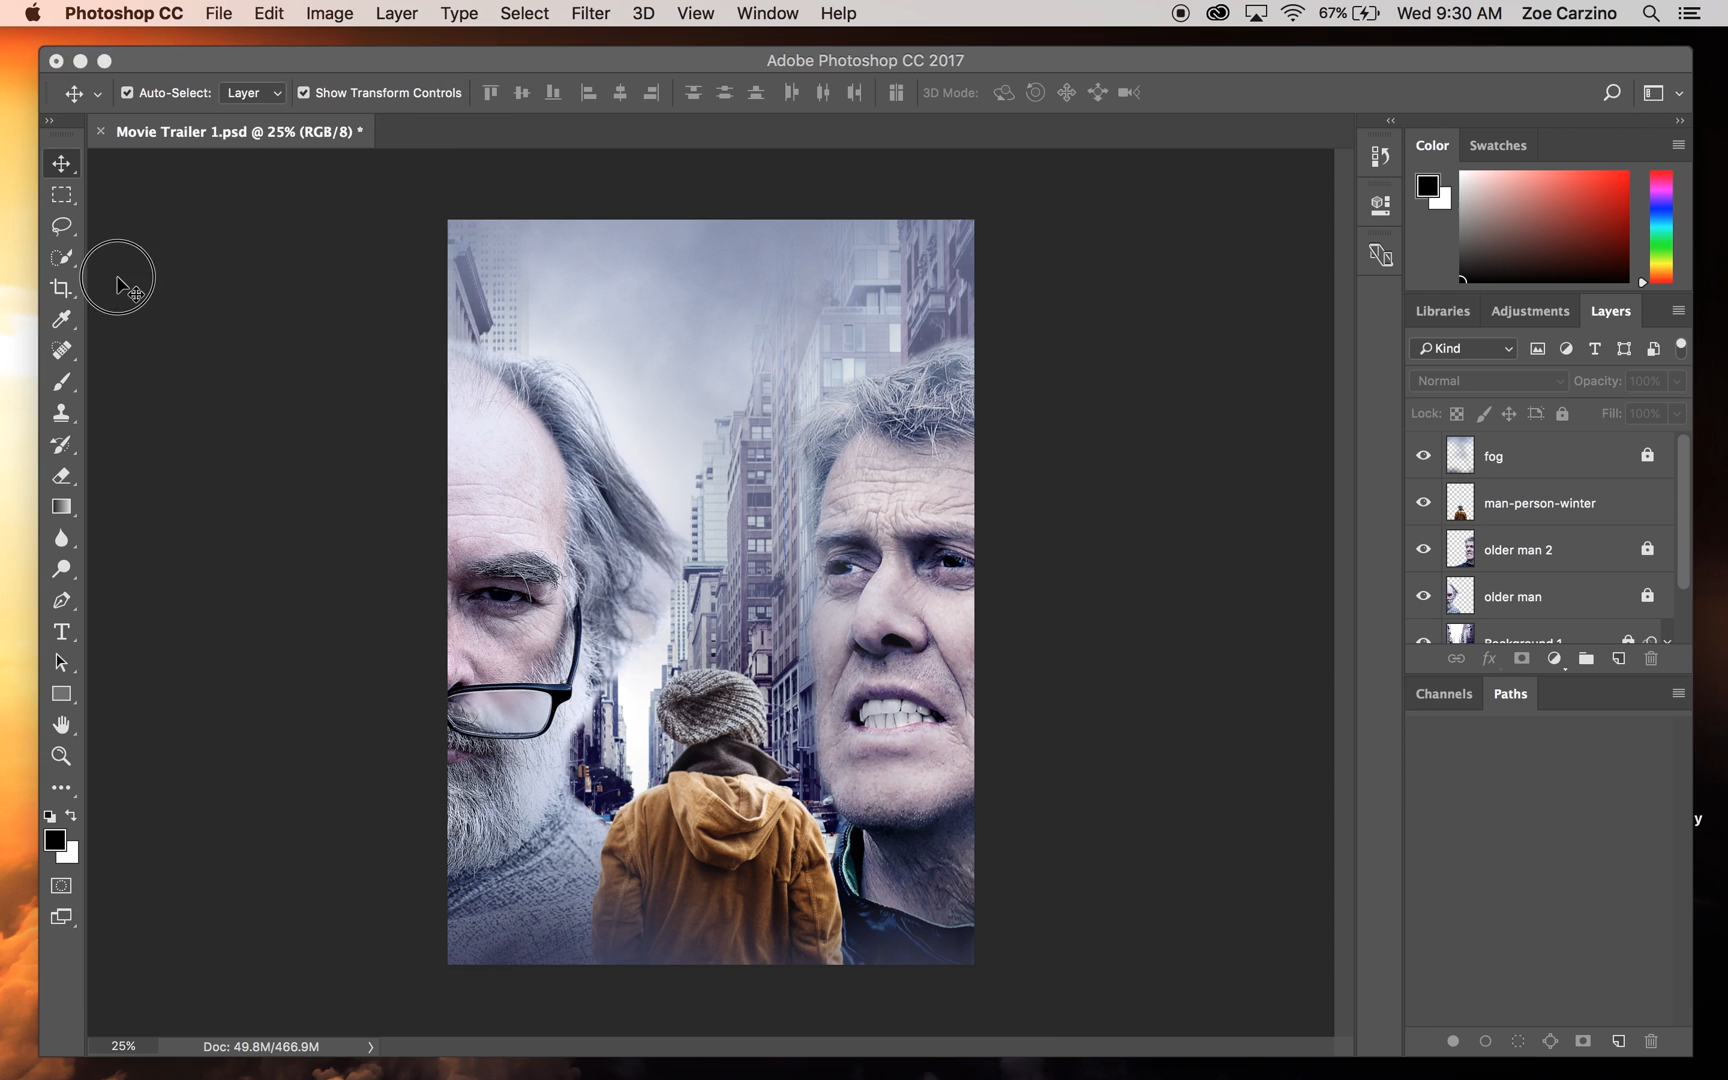 Photoshop CC File Edit Image Layer Type Select Filter 3D View Window Help 67% Wed 9:30 AM Zoe Carzino
Adobe Photoshop CC 2017
Auto-Select: Layer Show Transform Controls 3D Mode:
Movie Trailer 1.psd @ 25% (RGB/8) *
Color Swatches
Libraries Adjustments Layers
Kind
Normal Opacity: 100%
Lock: Fill: 100%
fog
man-person-winter
older man 2
older man
Background 1
fx
Channels Paths
y
25% Doc: 49.8M/466.9M